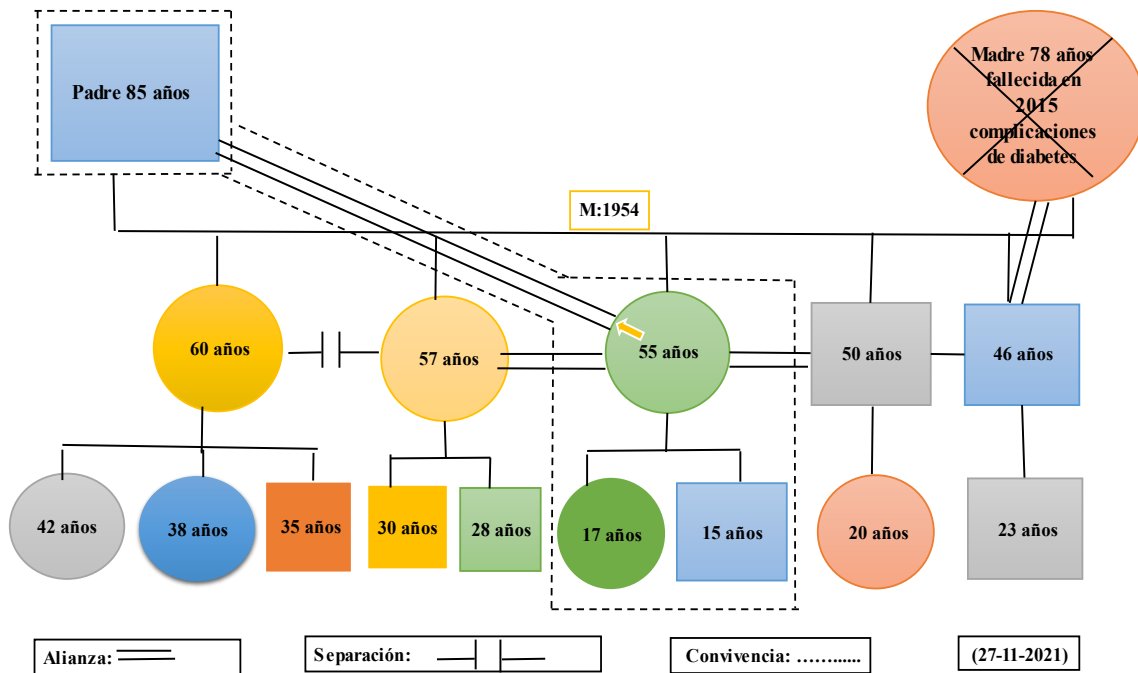 Padre 85 años
Madre 78 años
fallecida en
2015
complicaciones
de diabetes
M:1954
60 años
57 años
55 años
50 años
46 años
42 años
38 años
35 años
30 años
28 años
17 años
15 años
20 años
23 años
Alianza:
Separación:
Convivencia: ............
(27-11-2021)